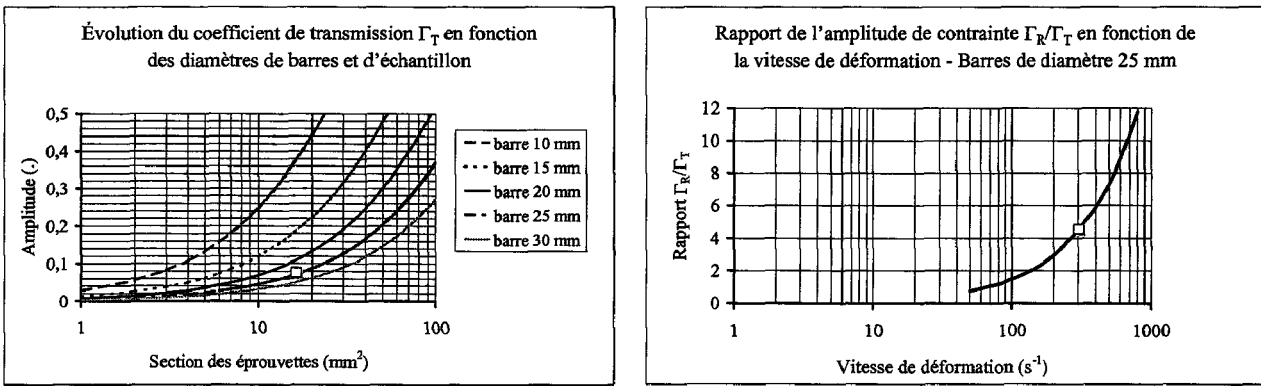 Évolution du coefficient de transmission Γ_T en fonction
des diamètres de barres et d'échantillon
Amplitude (.)
0,5
0,4
0,3
0,2
0,1
0
1
10
100
Section des éprouvettes (mm²)
barre 10 mm
barre 15 mm
barre 20 mm
barre 25 mm
barre 30 mm
Rapport de l'amplitude de contrainte Γ_R/Γ_T en fonction de
la vitesse de déformation - Barres de diamètre 25 mm
Rapport Γ_R/Γ_T
12
10
8
6
4
2
0
1
10
100
1000
Vitesse de déformation (s⁻¹)